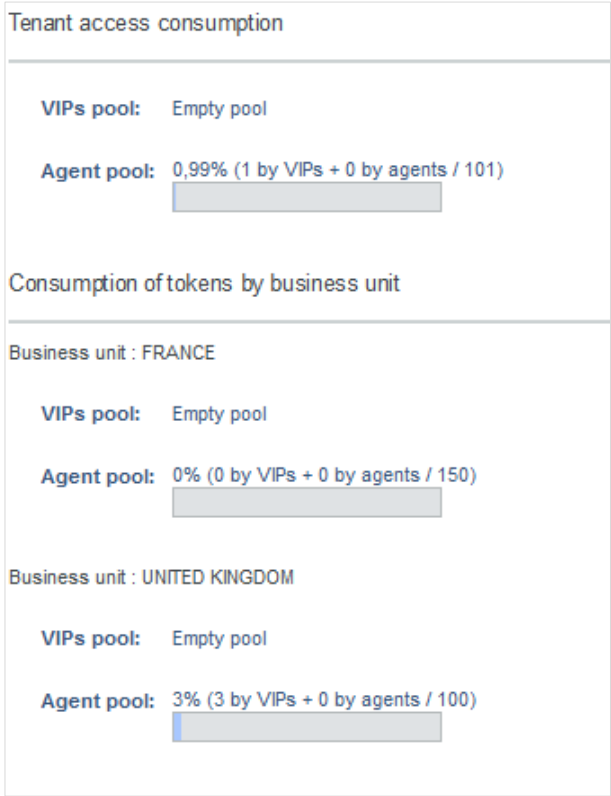 Tenant access consumption
VIPs pool: Empty pool
Agent pool: 0,99% (1 by VIPs + 0 by agents / 101)
Consumption of tokens by business unit
Business unit : FRANCE
VIPs pool: Empty pool
Agent pool: 0% (0 by VIPs + 0 by agents / 150)
Business unit : UNITED KINGDOM
VIPs pool: Empty pool
Agent pool: 3% (3 by VIPs + 0 by agents / 100)